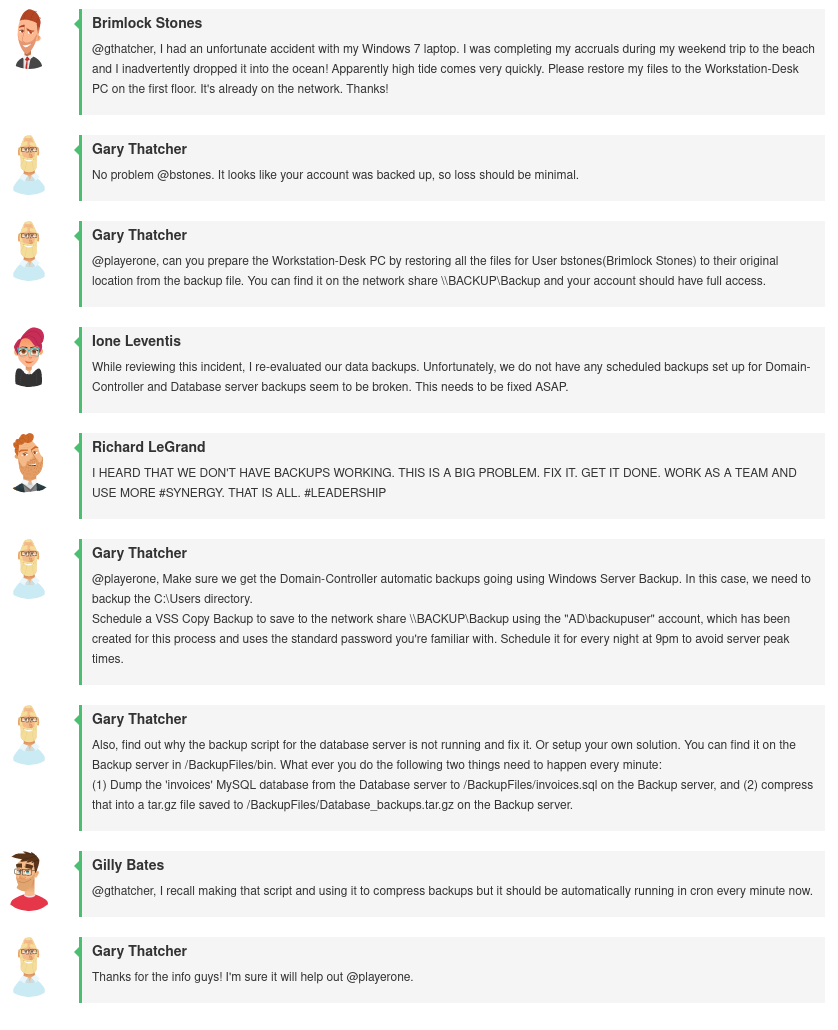 Brimlock Stones
@gthatcher, I had an unfortunate accident with my Windows 7 laptop. I was completing my accruals during my weekend trip to the beach
and I inadvertently dropped it into the ocean! Apparently high tide comes very quickly. Please restore my files to the Workstation-Desk
PC on the first floor. It's already on the network. Thanks!
Gary Thatcher
No problem @bstones. It looks like your account was backed up, so loss should be minimal.
Gary Thatcher
@playerone, can you prepare the Workstation-Desk PC by restoring all the files for User bstones(Brimlock Stones) to their original
location from the backup file. You can find it on the network share \\BACKUP\Backup and your account should have full access.
Ione Leventis
While reviewing this incident, I re-evaluated our data backups. Unfortunately, we do not have any scheduled backups set up for Domain-
Controller and Database server backups seem to be broken. This needs to be fixed ASAP.
Richard LeGrand
I HEARD THAT WE DON'T HAVE BACKUPS WORKING. THIS IS A BIG PROBLEM. FIX IT. GET IT DONE. WORK AS A TEAM AND
USE MORE #SYNERGY. THAT IS ALL. #LEADERSHIP
Gary Thatcher
@playerone, Make sure we get the Domain-Controller automatic backups going using Windows Server Backup. In this case, we need to
backup the C:\Users directory.
Schedule a VSS Copy Backup to save to the network share \\BACKUP\Backup using the "AD\backupuser" account, which has been
created for this process and uses the standard password you're familiar with. Schedule it for every night at 9pm to avoid server peak
times.
Gary Thatcher
Also, find out why the backup script for the database server is not running and fix it. Or setup your own solution. You can find it on the
Backup server in /BackupFiles/bin. What ever you do the following two things need to happen every minute:
(1) Dump the 'invoices' MySQL database from the Database server to /BackupFiles/invoices.sql on the Backup server, and (2) compress
that into a tar.gz file saved to /BackupFiles/Database_backups.tar.gz on the Backup server.
Gilly Bates
@gthatcher, I recall making that script and using it to compress backups but it should be automatically running in cron every minute now.
Gary Thatcher
Thanks for the info guys! I'm sure it will help out @playerone.